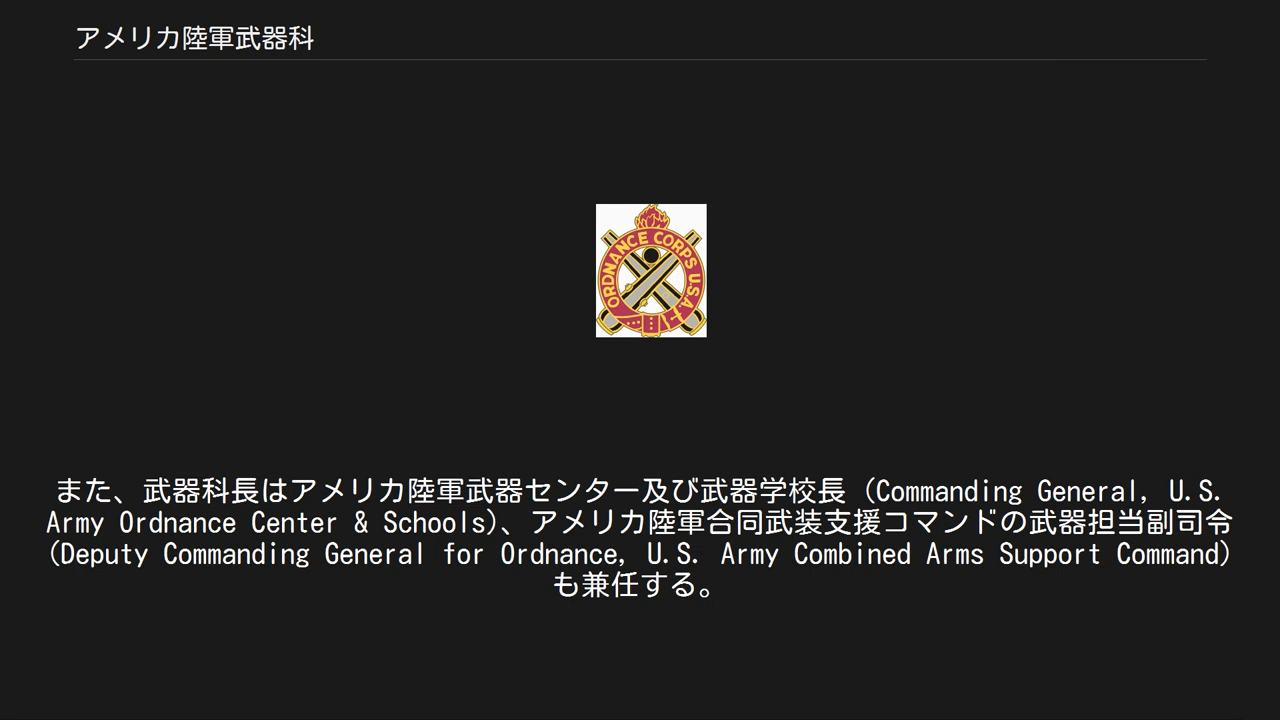 アメリカ陸軍武器科
ORDNANCE CORPS U.S.A.
また、武器科長はアメリカ陸軍武器センター及び武器学校長 (Commanding General, U.S.
Army Ordnance Center & Schools)、アメリカ陸軍合同武装支援コマンドの武器担当副司令
(Deputy Commanding General for Ordnance, U.S. Army Combined Arms Support Command)
も兼任する。